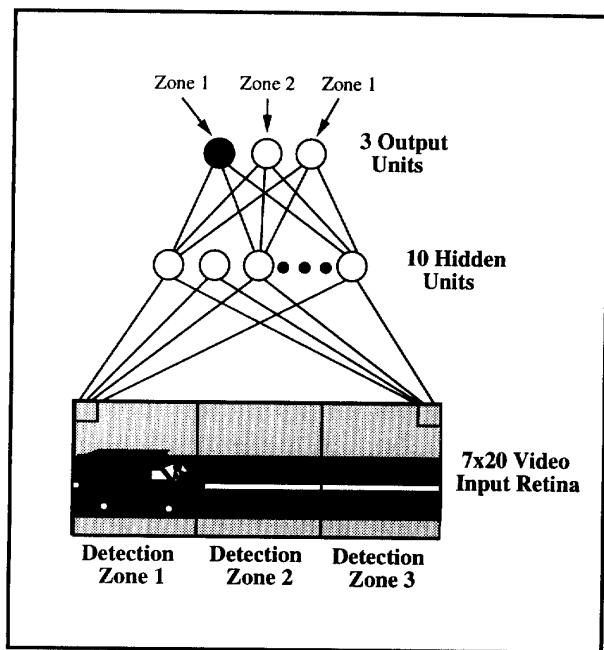 Zone 1
Zone 2
Zone 1
3 Output
Units
10 Hidden
Units
7x20 Video
Input Retina
Detection
Zone 1
Detection
Zone 2
Detection
Zone 3